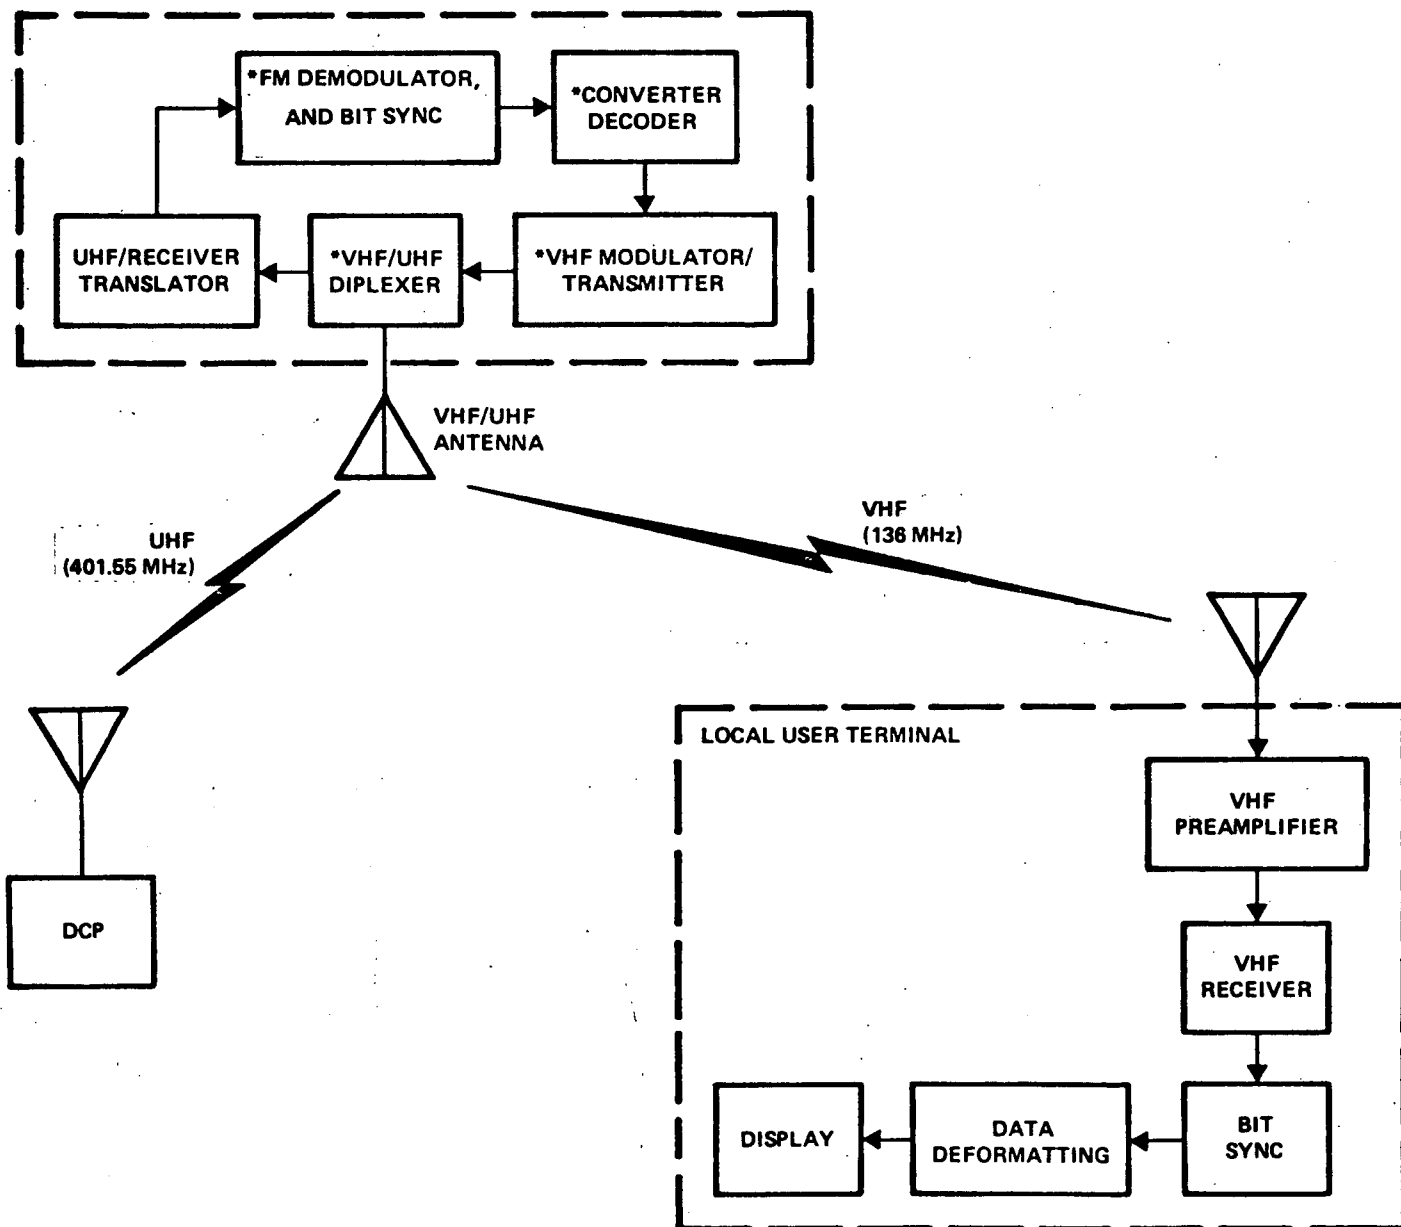 *FM DEMODULATOR,
AND BIT SYNC
*CONVERTER
DECODER
UHF/RECEIVER
TRANSLATOR
*VHF/UHF
DIPLEXER
*VHF MODULATOR/
TRANSMITTER
VHF/UHF
ANTENNA
UHF
(401.55 MHz)
VHF
(136 MHz)
DCP
LOCAL USER TERMINAL
VHF
PREAMPLIFIER
VHF
RECEIVER
BIT
SYNC
DATA
DEFORMATTING
DISPLAY